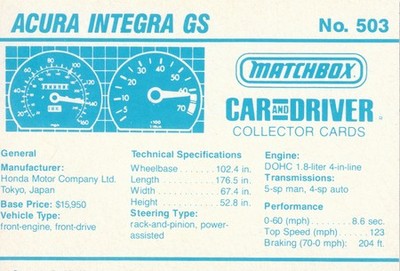 ACURA INTEGRA GS
No. 503
MATCHBOX
CAR AND DRIVER®
COLLECTOR CARDS
General
Manufacturer:
Honda Motor Company Ltd.
Tokyo, Japan
Base Price: $15,950
Vehicle Type:
front-engine, front-drive
Technical Specifications
Wheelbase . . . . . . . . . 102.4 in.
Length . . . . . . . . . . . . 176.5 in.
Width . . . . . . . . . . . . . 67.4 in.
Height . . . . . . . . . . . . 52.8 in.
Steering Type:
rack-and-pinion, power-
assisted
Engine:
DOHC 1.8-liter 4-in-line
Transmissions:
5-sp man, 4-sp auto
Performance
0-60 (mph) . . . . . . . . . 8.6 sec.
Top Speed (mph) . . . . . . 123
Braking (70-0 mph): 204 ft.